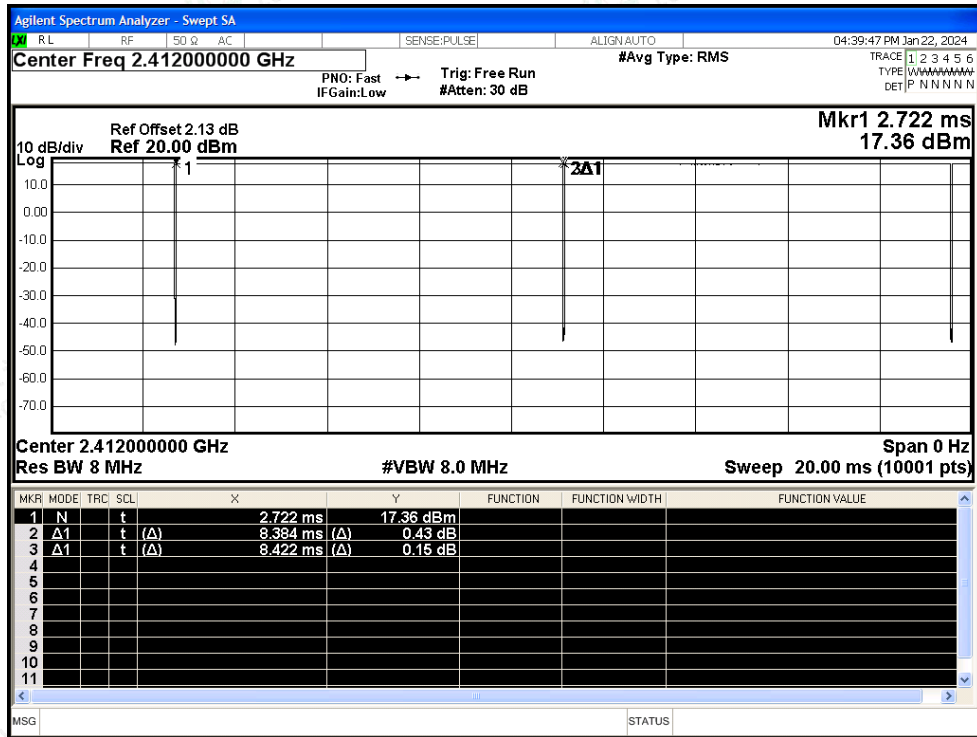 Agilent Spectrum Analyzer - Swept SA
LXI RL RF 50 Ω AC SENSE:PULSE ALIGN AUTO 04:39:47 PM Jan 22, 2024
Center Freq 2.412000000 GHz
PNO: Fast
IFGain:Low
Trig: Free Run
#Atten: 30 dB
#Avg Type: RMS
TRACE 1 2 3 4 5 6
TYPE
DET P N N N N N
Ref Offset 2.13 dB
10 dB/div Ref 20.00 dBm
Mkr1 2.722 ms
17.36 dBm
Log
1
2Δ1
10.0
0.00
-10.0
-20.0
-30.0
-40.0
-50.0
-60.0
-70.0
Center 2.412000000 GHz Span 0 Hz
Res BW 8 MHz #VBW 8.0 MHz Sweep 20.00 ms (10001 pts)
MKR MODE TRC SCL X Y FUNCTION FUNCTION WIDTH FUNCTION VALUE
1 N t 2.722 ms 17.36 dBm
2 Δ1 t (Δ) 8.384 ms (Δ) 0.43 dB
3 Δ1 t (Δ) 8.422 ms (Δ) 0.15 dB
4
5
6
7
8
9
10
11
MSG STATUS